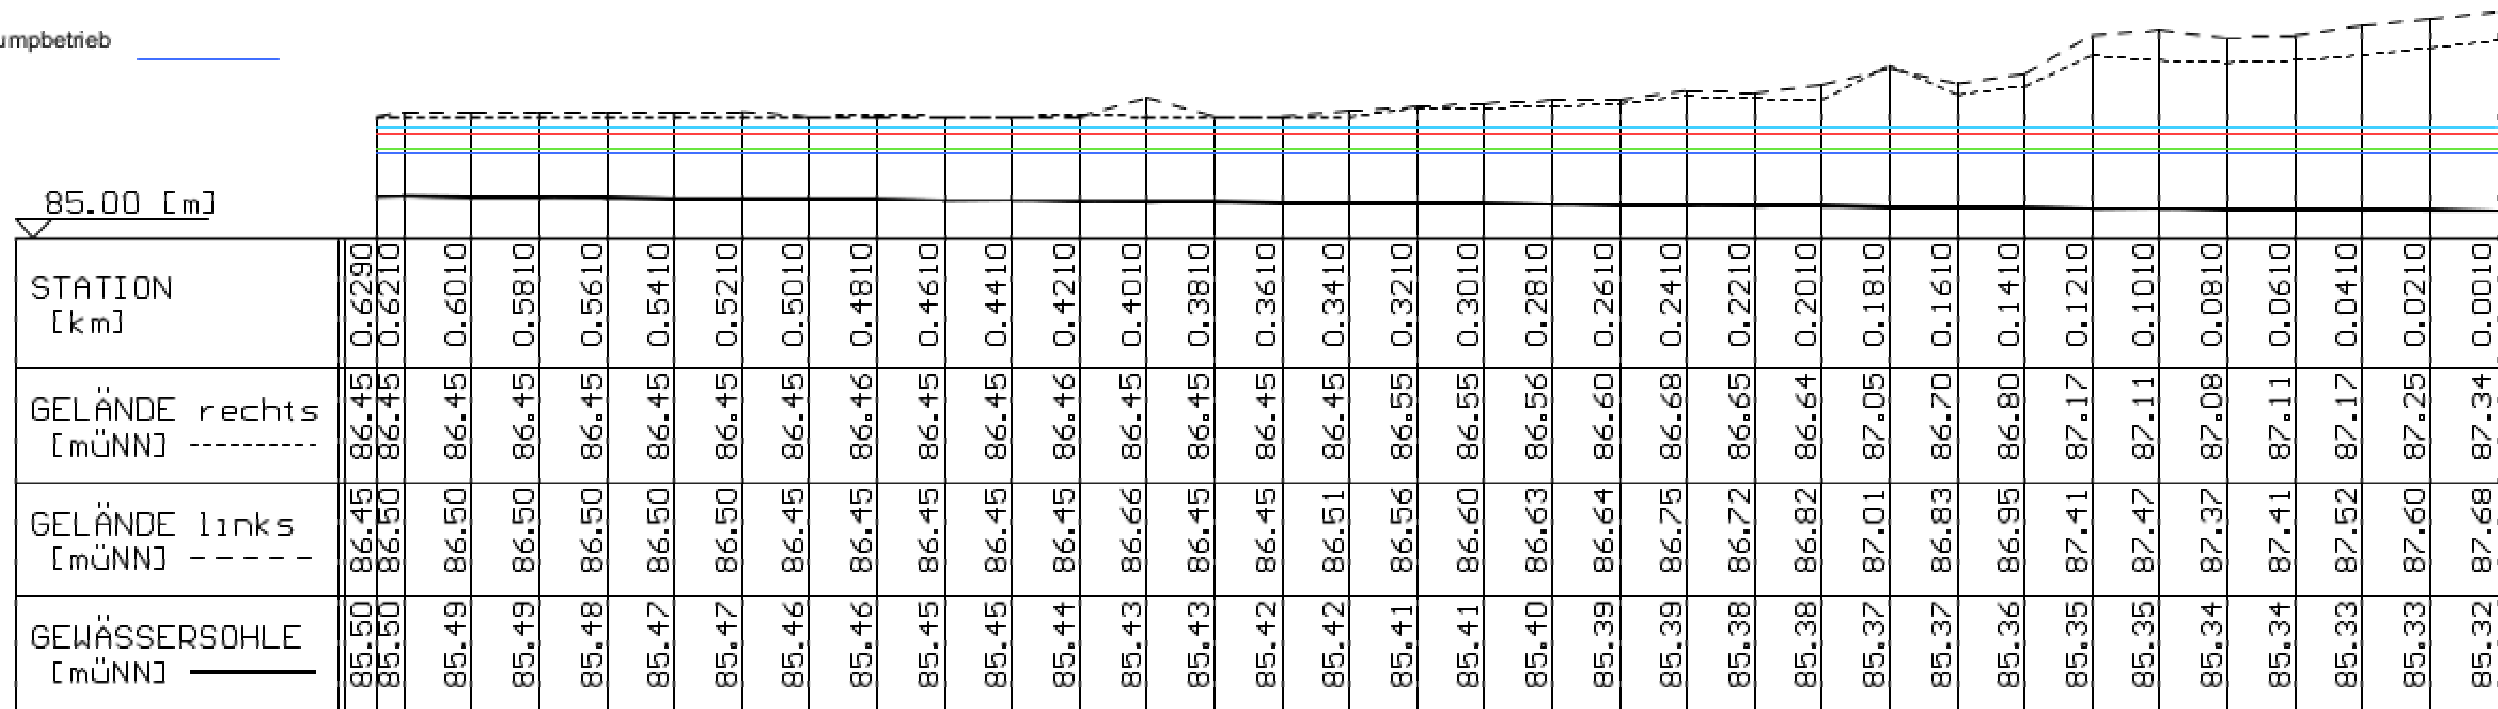 umpbetrieb
85.00 [m]
STATION
[km]
0.6290 0.6210 0.6010 0.5810 0.5610 0.5410 0.5210 0.5010 0.4810 0.4610 0.4410 0.4210 0.4010 0.3810 0.3610 0.3410 0.3210 0.3010 0.2810 0.2610 0.2410 0.2210 0.2010 0.1810 0.1610 0.1410 0.1210 0.1010 0.0810 0.0610 0.0410 0.0210 0.0010
GELÄNDE rechts
[müNN]
86.45 86.45 86.45 86.45 86.45 86.45 86.45 86.45 86.46 86.45 86.45 86.46 86.45 86.45 86.45 86.45 86.55 86.55 86.56 86.60 86.68 86.65 86.64 87.05 86.70 86.80 87.17 87.11 87.08 87.11 87.17 87.25 87.34
GELÄNDE links
[müNN]
86.45 86.50 86.50 86.50 86.50 86.50 86.50 86.45 86.45 86.45 86.45 86.45 86.66 86.45 86.45 86.51 86.56 86.60 86.63 86.64 86.75 86.72 86.82 87.01 86.83 86.95 87.41 87.47 87.37 87.41 87.52 87.60 87.68
GEWÄSSERSOHLE
[müNN]
85.50 85.50 85.49 85.49 85.48 85.47 85.47 85.46 85.46 85.45 85.45 85.44 85.43 85.43 85.42 85.42 85.41 85.41 85.40 85.39 85.39 85.38 85.38 85.37 85.37 85.36 85.35 85.35 85.34 85.34 85.33 85.33 85.32